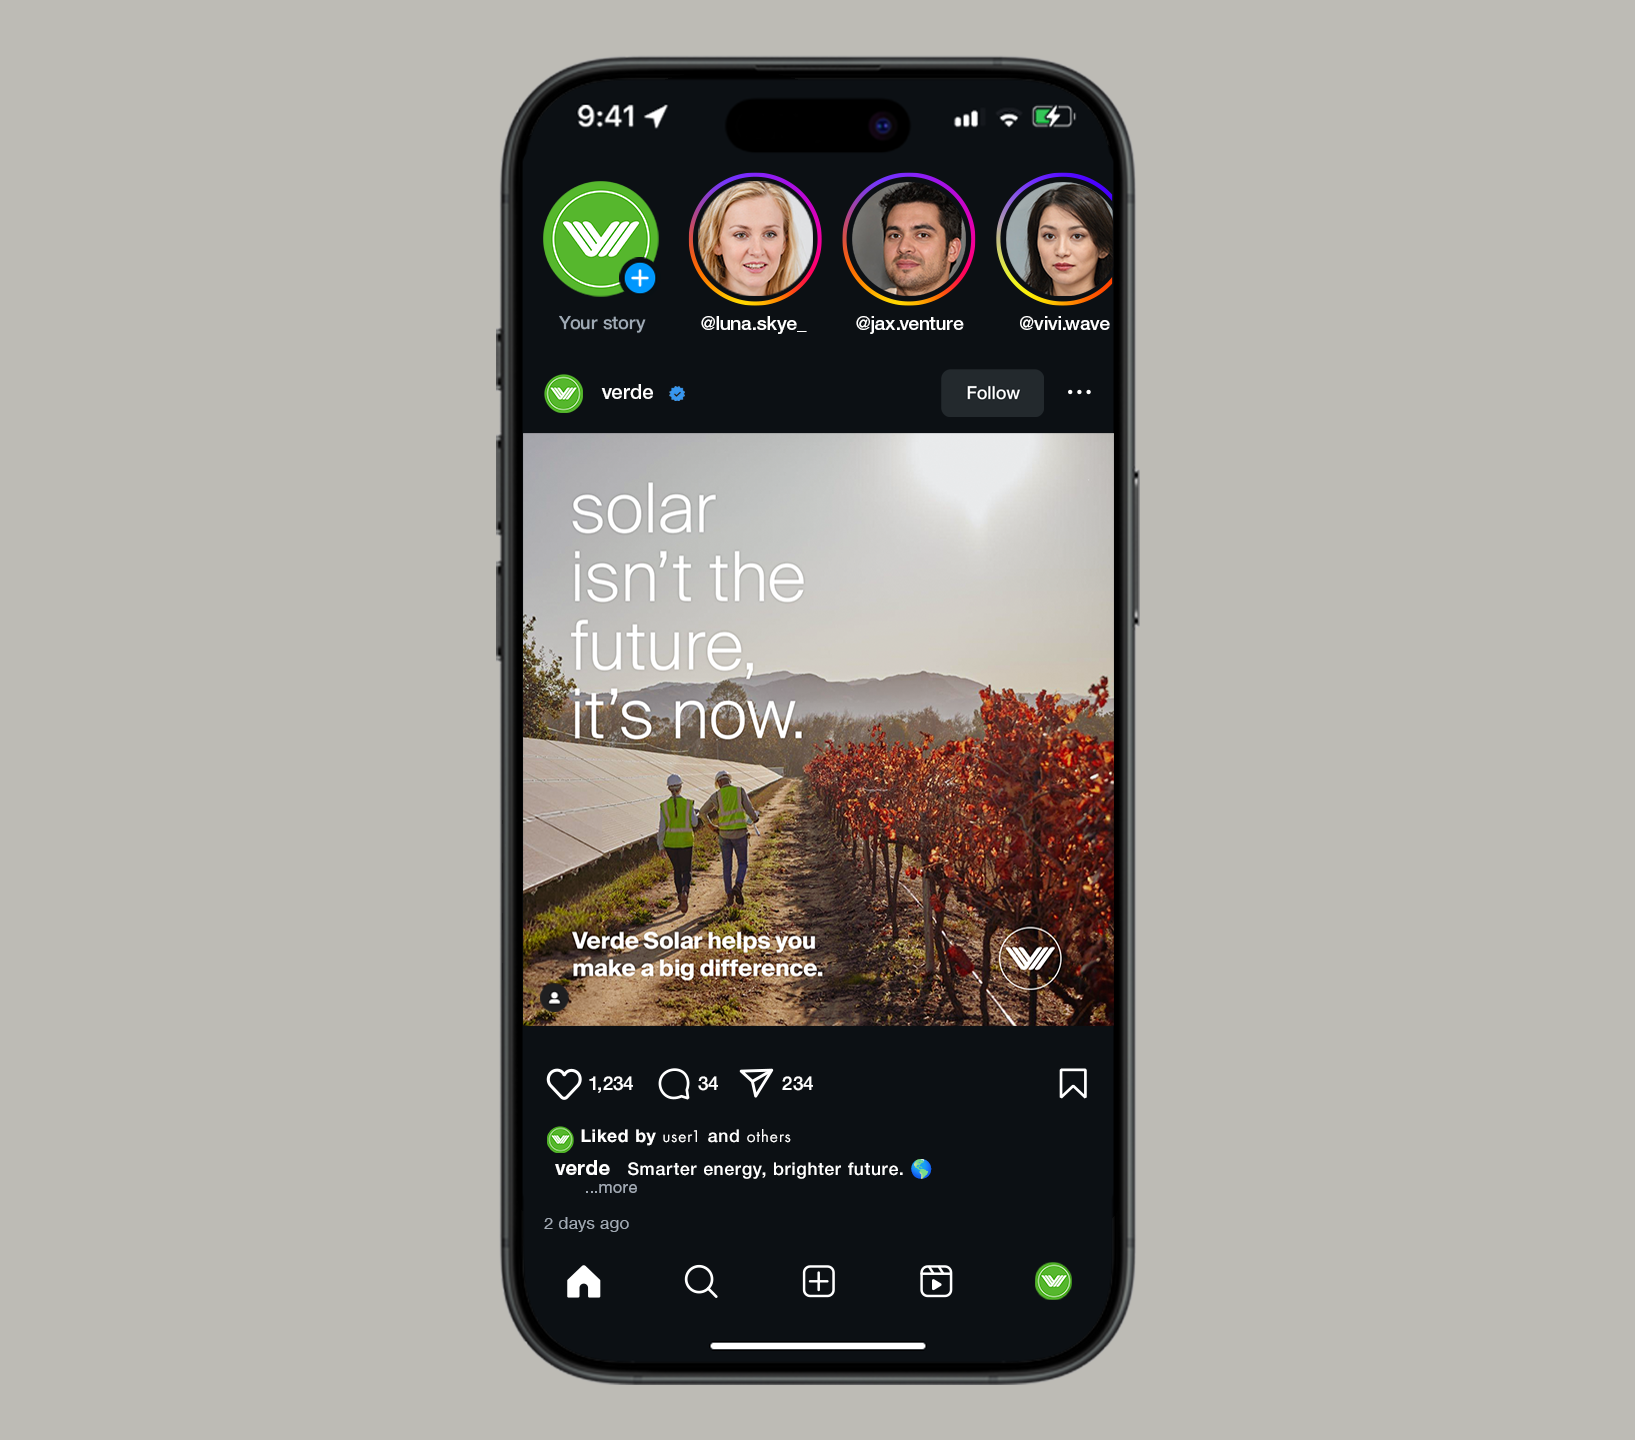 9:41
Your story
@luna.skye_
@jax.venture
@vivi.wave
verde
Follow
solar
isn't the
future,
it's now.
Verde Solar helps you
make a big difference.
1,234
34
234
Liked by user1 and others
verde Smarter energy, brighter future. 🌎
...more
2 days ago